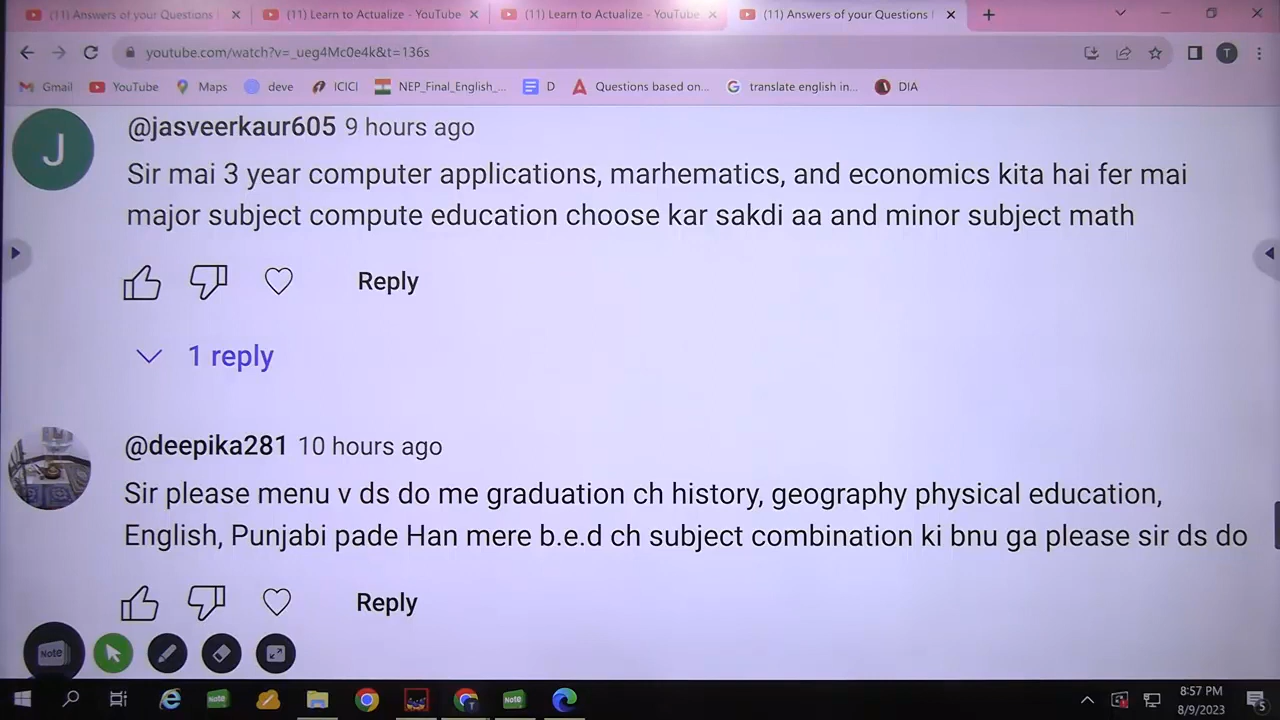 (11) Answers of your Questions |
(11) Learn to Actualize - YouTube
(11) Learn to Actualize - YouTube
(11) Answers of your Questions |
youtube.com/watch?v=_ueg4Mc0e4k&t=136s
T
Gmail YouTube Maps deve ICICI NEP_Final_English_... D Questions based on... translate english in... DIA
J
@jasveerkaur605 9 hours ago
Sir mai 3 year computer applications, marhematics, and economics kita hai fer mai
major subject compute education choose kar sakdi aa and minor subject math
Reply
1 reply
@deepika281 10 hours ago
Sir please menu v ds do me graduation ch history, geography physical education,
English, Punjabi pade Han mere b.e.d ch subject combination ki bnu ga please sir ds do
Reply
Note
Note
Note
8:57 PM
8/9/2023
5